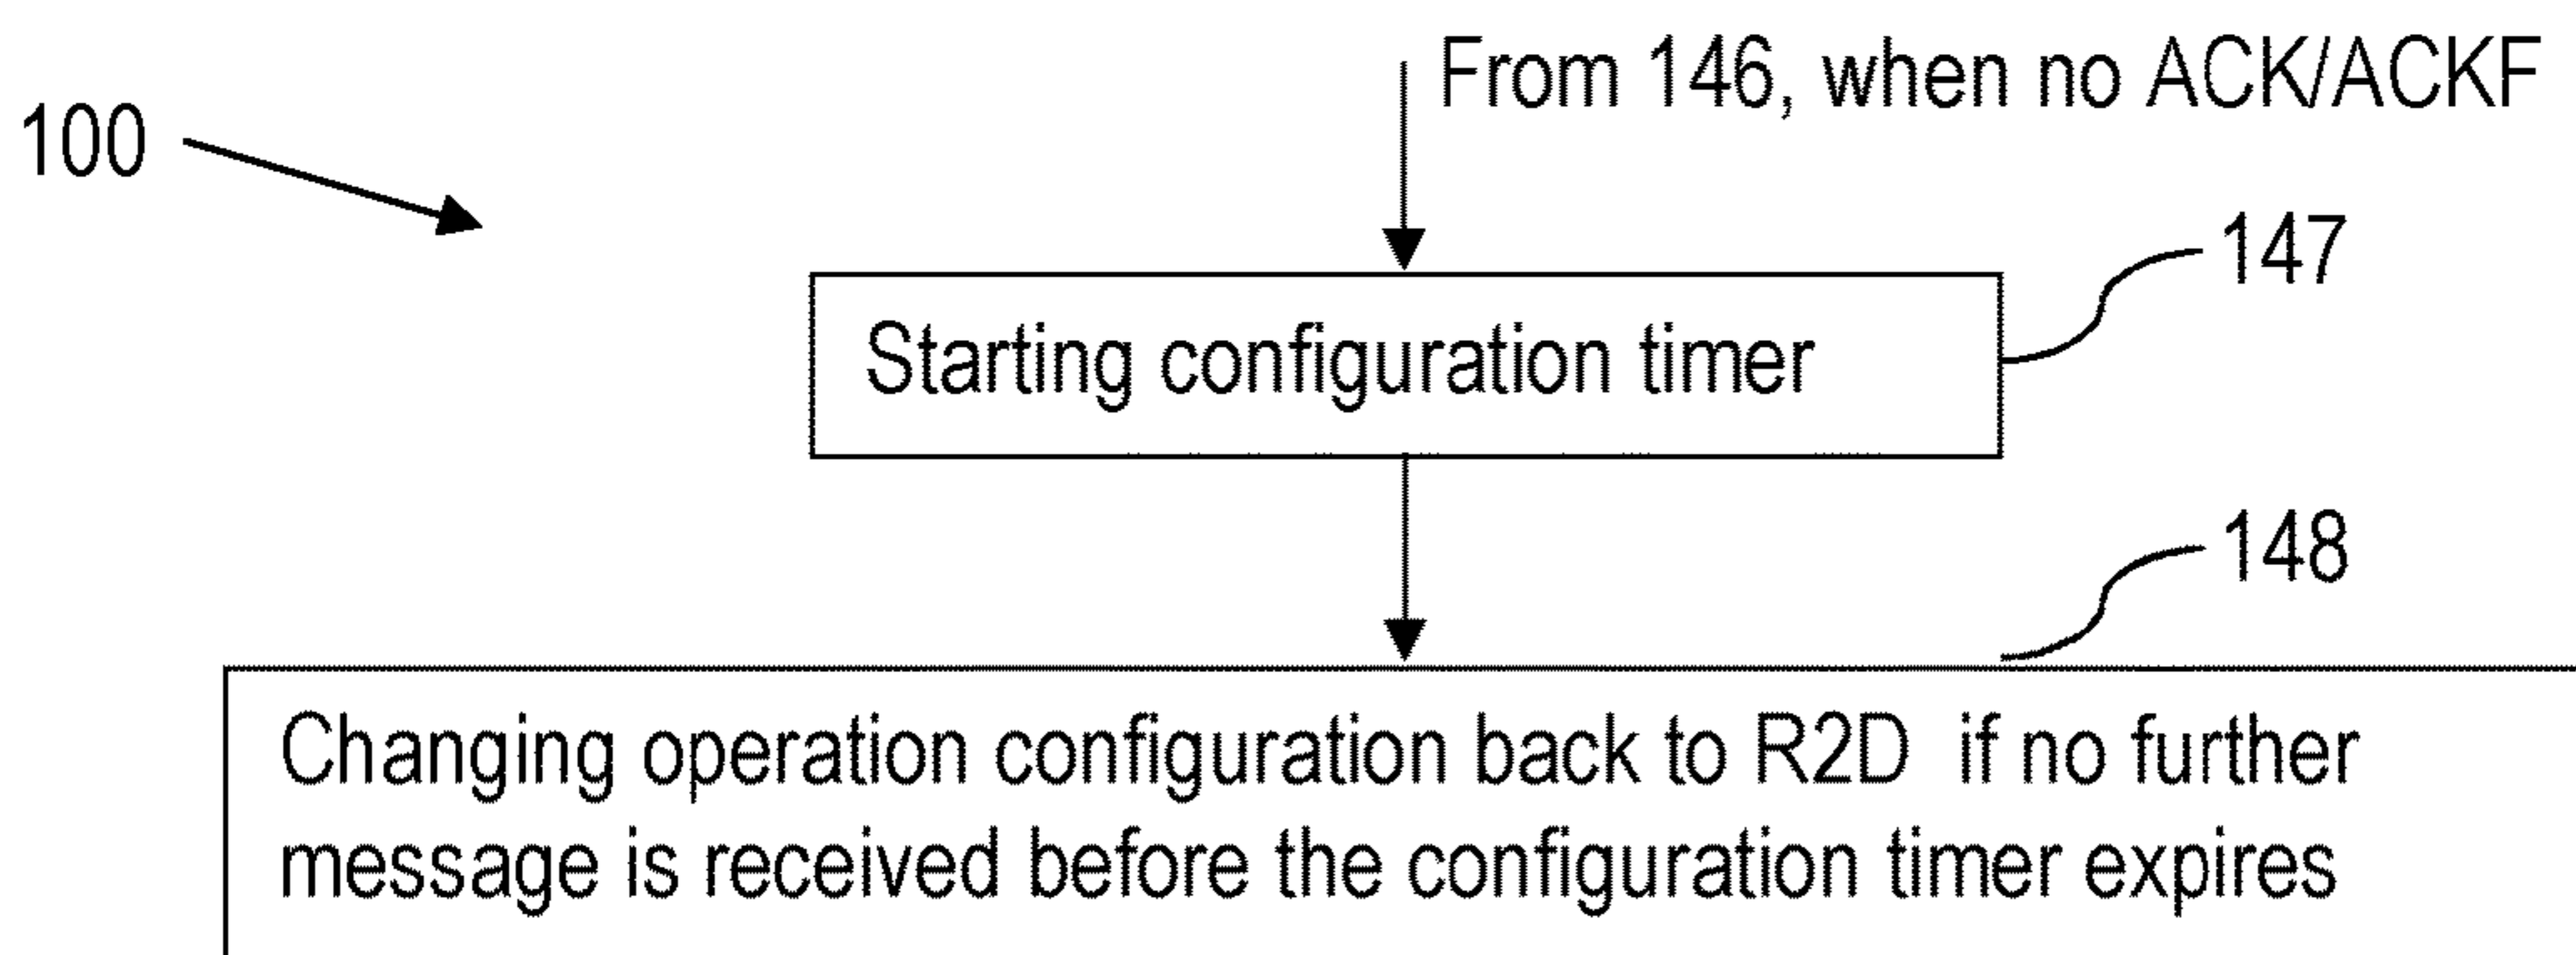 From 146, when no ACK/ACKF
100
147
Starting configuration timer
148
Changing operation configuration back to R2D if no further
message is received before the configuration timer expires